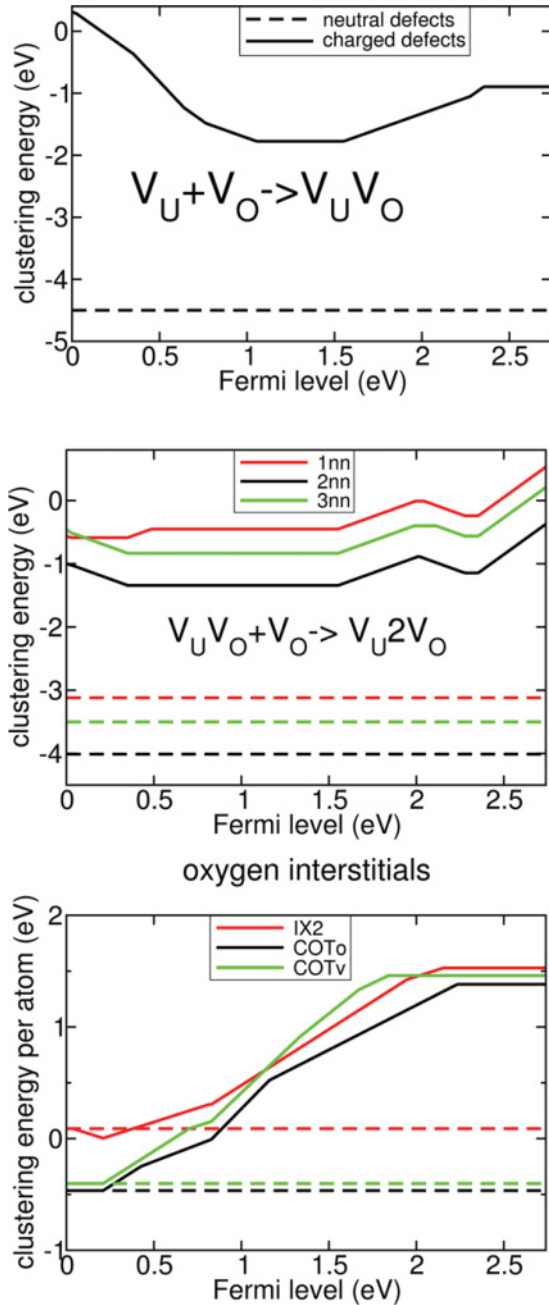 neutral defects
charged defects
0
-1
-2
-3
-4
-5
clustering energy (eV)
V_U+V_O->V_UV_O
0 0.5 1 1.5 2 2.5
Fermi level (eV)
1nn
2nn
3nn
0
-1
-2
-3
-4
clustering energy (eV)
V_UV_O+V_O-> V_U2V_O
0 0.5 1 1.5 2 2.5
Fermi level (eV)
oxygen interstitials
IX2
COTo
COTv
2
1
0
-1
clustering energy per atom (eV)
0 0.5 1 1.5 2 2.5
Fermi level (eV)